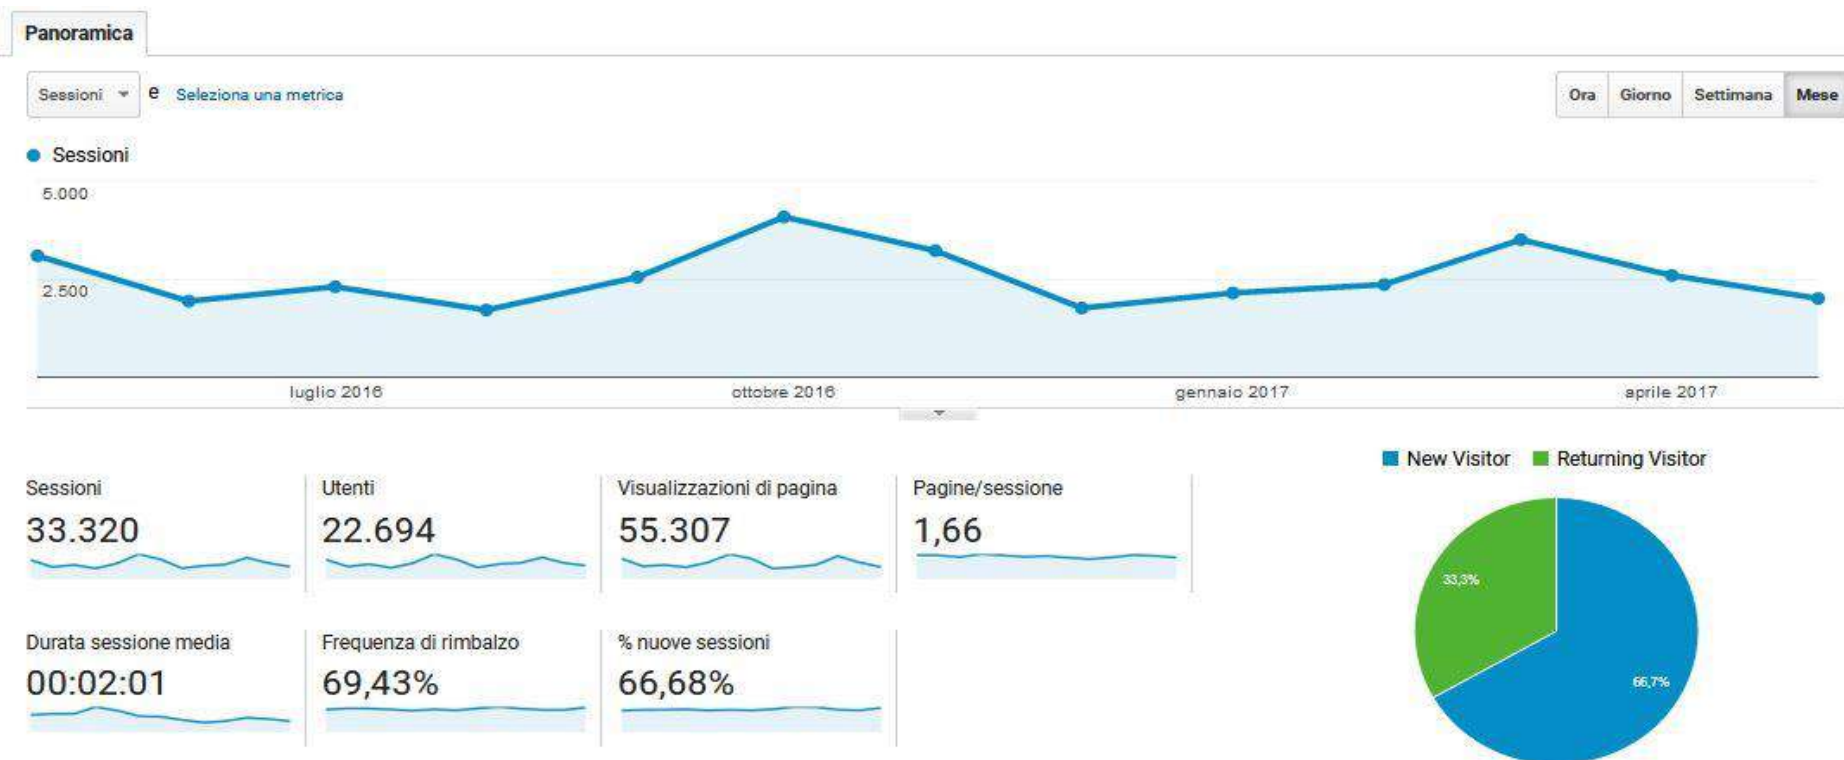 Panoramica
Sessioni e Seleziona una metrica
Ora Giorno Settimana Mese
Sessioni
5.000
2.500
luglio 2016 ottobre 2016 gennaio 2017 aprile 2017
New Visitor Returning Visitor
Sessioni Utenti Visualizzazioni di pagina Pagine/sessione
33.320 22.694 55.307 1,66
33,3%
Durata sessione media Frequenza di rimbalzo % nuove sessioni
00:02:01 69,43% 66,68%
66,7%